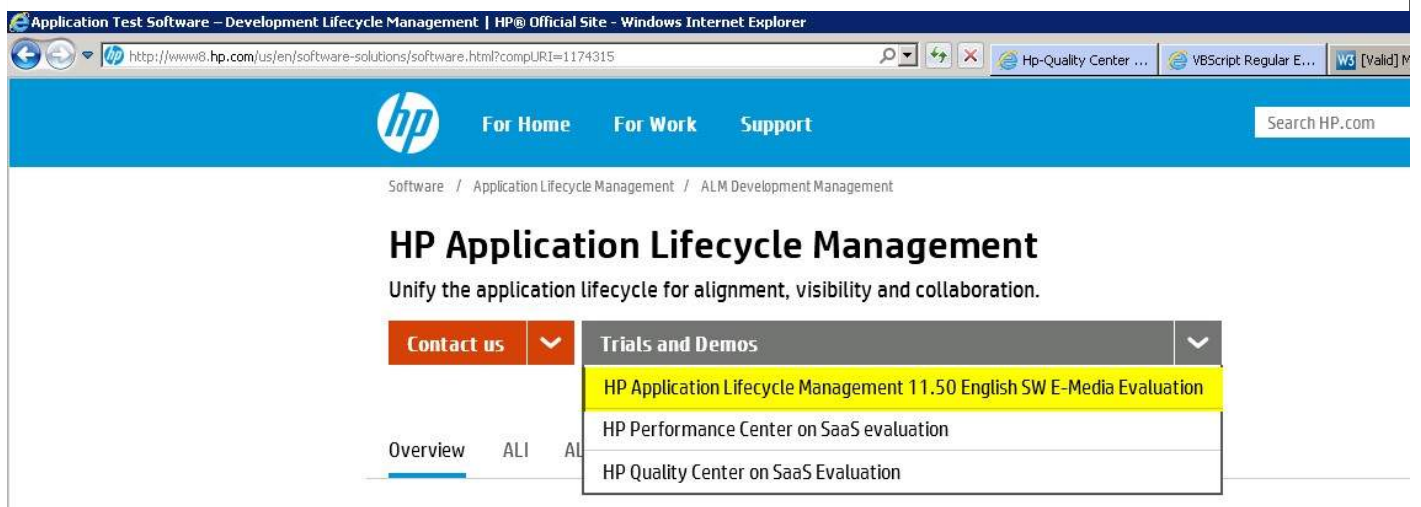 Application Test Software – Development Lifecycle Management | HP® Official Site - Windows Internet Explorer
http://www8.hp.com/us/en/software-solutions/software.html?compURI=1174315
Hp-Quality Center ...
VBScript Regular E...
W3 [Valid] M
hp
For Home
For Work
Support
Search HP.com
Software / Application Lifecycle Management / ALM Development Management
HP Application Lifecycle Management
Unify the application lifecycle for alignment, visibility and collaboration.
Contact us
Trials and Demos
HP Application Lifecycle Management 11.50 English SW E-Media Evaluation
HP Performance Center on SaaS evaluation
Overview
ALI
AL
HP Quality Center on SaaS Evaluation